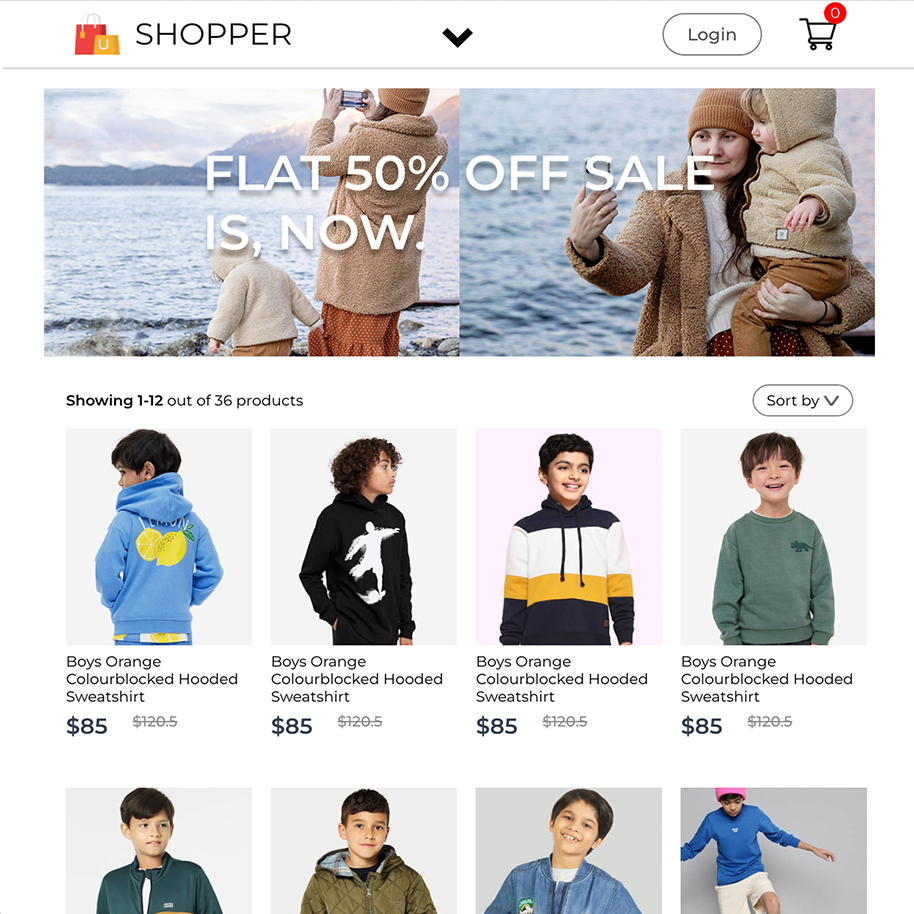 SHOPPER
Login
0
FLAT 50% OFF SALE
IS, NOW.
Showing 1-12 out of 36 products
Sort by
Boys Orange
Colourblocked Hooded
Sweatshirt
$85 $120.5
Boys Orange
Colourblocked Hooded
Sweatshirt
$85 $120.5
Boys Orange
Colourblocked Hooded
Sweatshirt
$85 $120.5
Boys Orange
Colourblocked Hooded
Sweatshirt
$85 $120.5